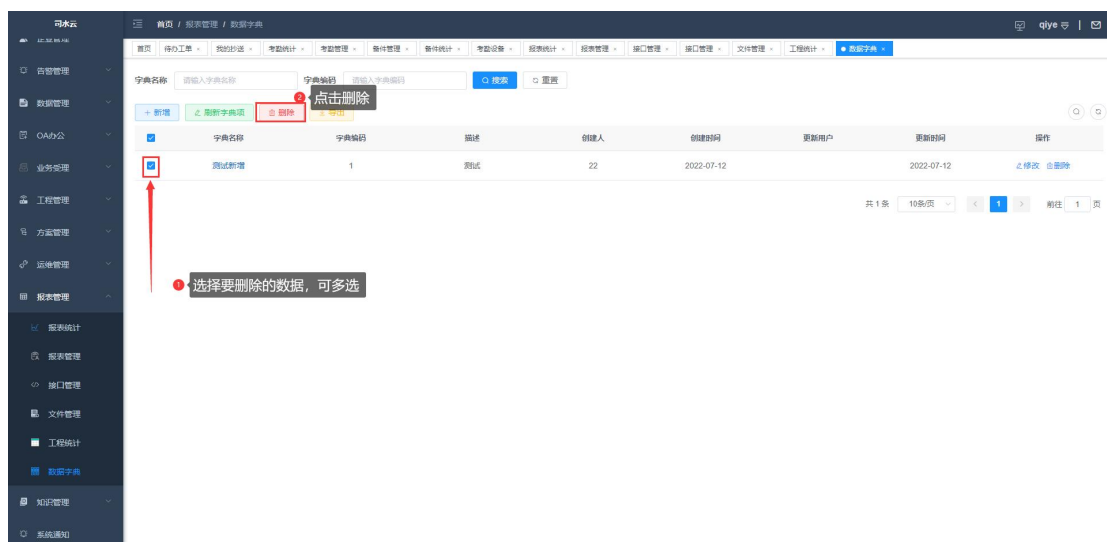 司水云
首页 / 报表管理 / 数据字典
qiye
首页 待办工单 × 我的抄送 × 考勤统计 × 考勤管理 × 备件管理 × 备件统计 × 考勤设备 × 报表统计 × 报表管理 × 接口管理 × 接口管理 × 文件管理 × 工程统计 × 数据字典 ×
告警管理
数据管理
OA办公
业务受理
工程管理
方案管理
运维管理
报表管理
报表统计
报表管理
接口管理
文件管理
工程统计
数据字典
知识管理
系统通知
字典名称 请输入字典名称 字典编码 请输入字典编码 搜索 重置
2 点击删除
+ 新增 刷新字典项 删除 导出
字典名称 字典编码 描述 创建人 创建时间 更新用户 更新时间 操作
测试新增 1 测试 22 2022-07-12 2022-07-12 修改 删除
共 1 条 10条/页 < 1 > 前往 1 页
1 选择要删除的数据，可多选